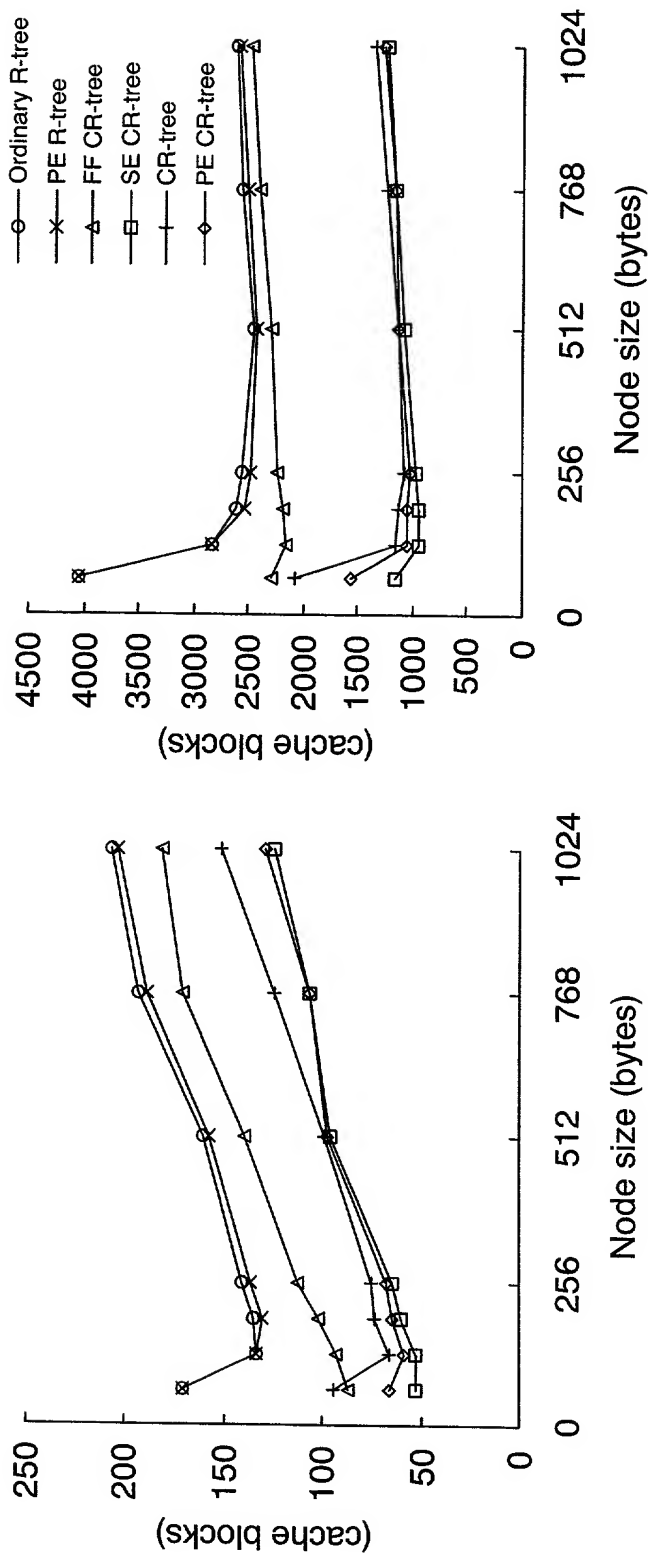 250
200
150
100
50
0
(cache blocks)
0 256 512 768 1024
Node size (bytes)
4500
4000
3500
3000
2500
2000
1500
1000
500
0
(cache blocks)
0 256 512 768 1024
Node size (bytes)
Ordinary R-tree
PE R-tree
FF CR-tree
SE CR-tree
CR-tree
PE CR-tree